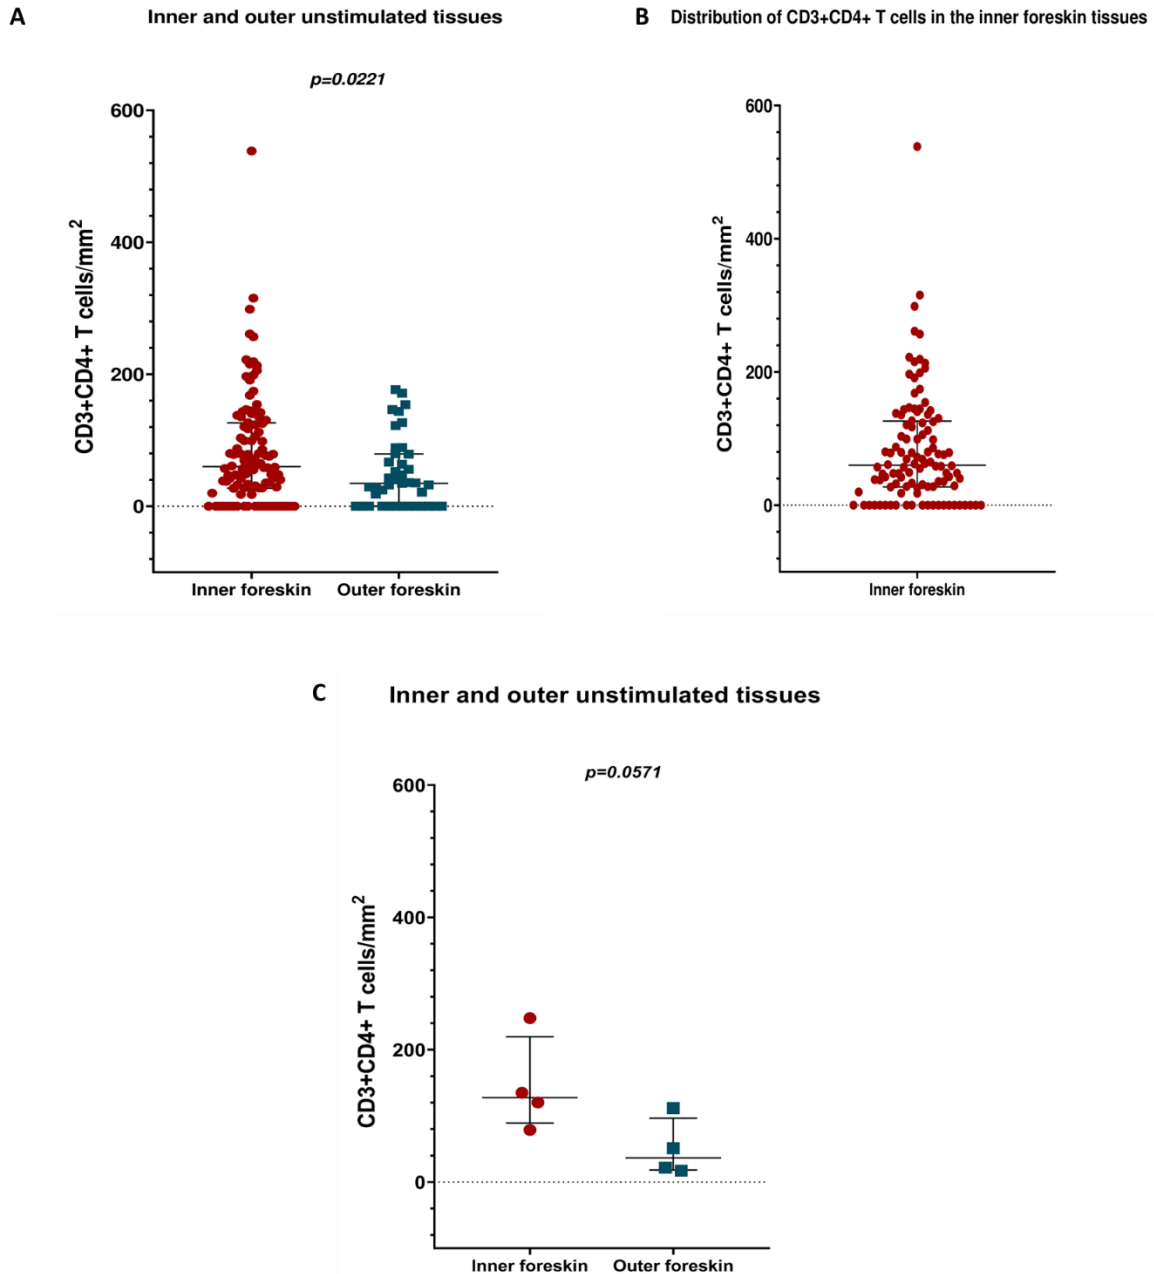 A
Inner and outer unstimulated tissues
p=0.0221
600
400
200
0
CD3+CD4+ T cells/mm²
Inner foreskin
Outer foreskin
B
Distribution of CD3+CD4+ T cells in the inner foreskin tissues
600
400
200
0
CD3+CD4+ T cells/mm²
Inner foreskin
C
Inner and outer unstimulated tissues
p=0.0571
600
400
200
0
CD3+CD4+ T cells/mm²
Inner foreskin
Outer foreskin